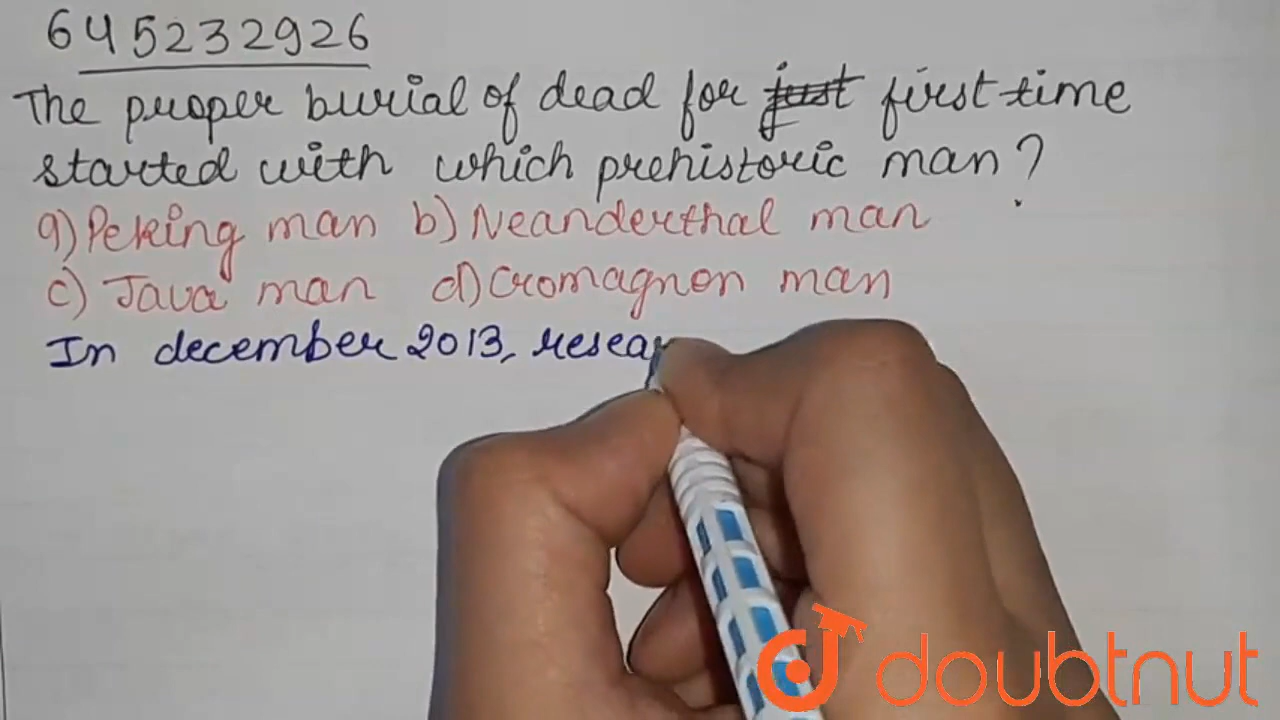 645232926
The proper burial of dead for just first time
started with which prehistoric man?
a) Peking man b) Neanderthal man
c) Java man d) Cromagnon man
In december 2013, resear
doubtnut